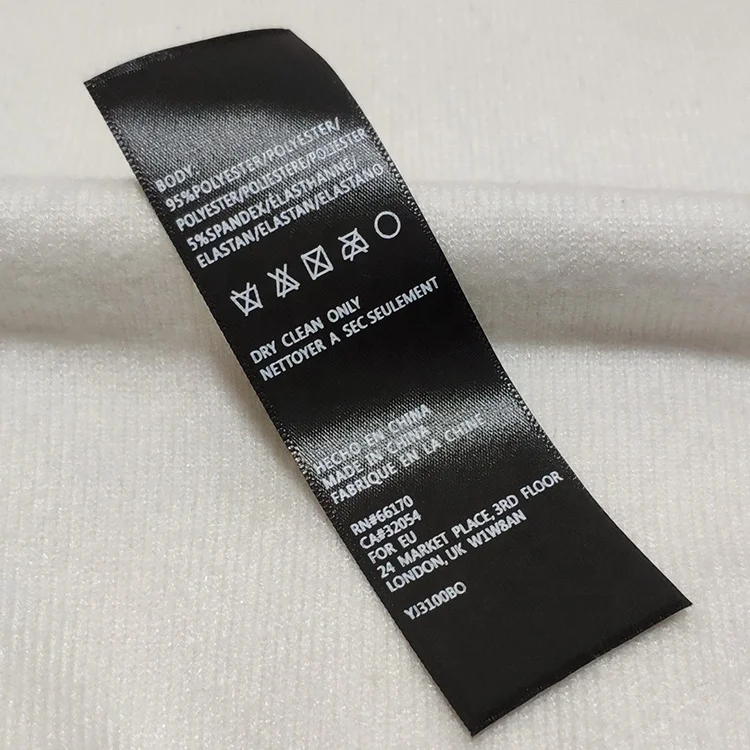 BODY
95%POLYESTER/POLYESTER/
POLYESTER/POLIESTERE/POLIESTER
5%SPANDEX/ÉLASTHANNE/
ELASTAN/ELASTAN/ELASTANO
DRY CLEAN ONLY
NETTOYER A SEC SEULEMENT
HECHO EN CHINA
MADE IN CHINA
FABRIQUE EN LA CHINE
RN#66170
CA#32054
FOR EU
24 MARKET PLACE, 3RD FLOOR
LONDON, UK W1W8AN
YJ3100BO